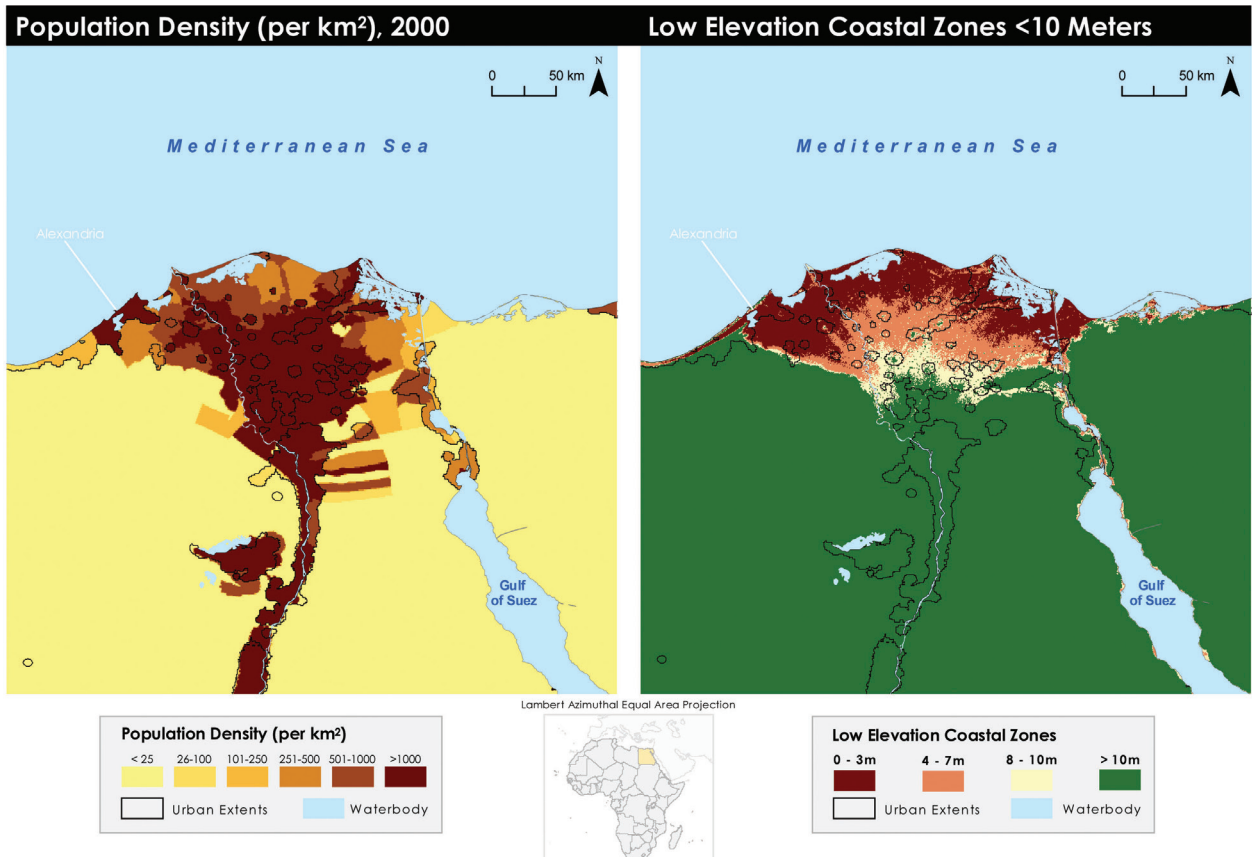 Population Density (per km²), 2000
Low Elevation Coastal Zones <10 Meters
0 50 km
N
Mediterranean Sea
Alexandria
Gulf
of Suez
0 50 km
N
Mediterranean Sea
Alexandria
Gulf
of Suez
Lambert Azimuthal Equal Area Projection
Population Density (per km²)
< 25 26-100 101-250 251-500 501-1000 >1000
Urban Extents Waterbody
Low Elevation Coastal Zones
0 - 3m 4 - 7m 8 - 10m > 10m
Urban Extents Waterbody